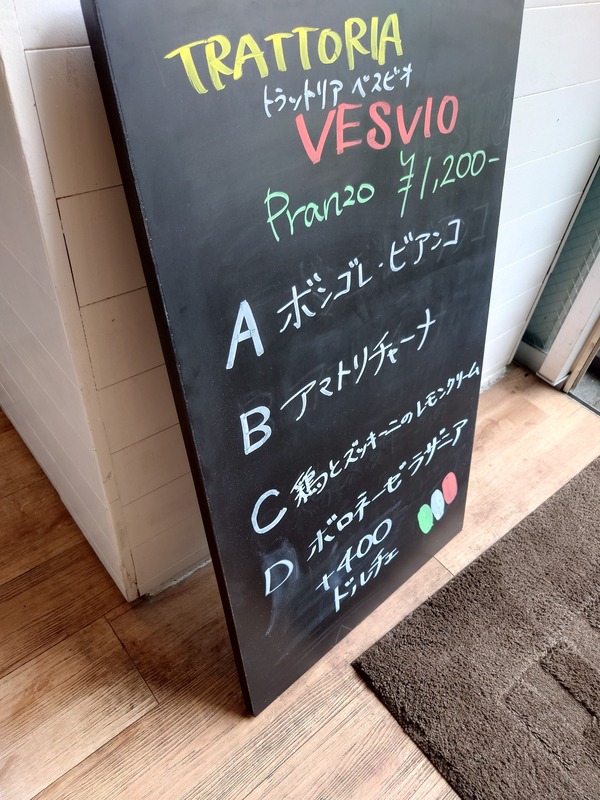 TRATTORIA
トラットリア ベスビオ
VESVIO
Pranzo ¥1,200-
A ボンゴレ・ビアンコ
B アマトリチャーナ
C 鶏とズッキーニのレモンクリーム
D ボロネーゼラザニア
+400
ドルチェ